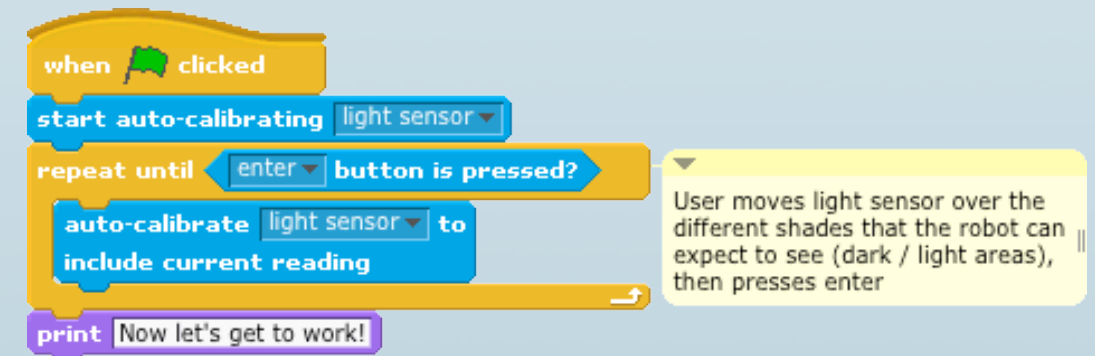 when clicked
start auto-calibrating light sensor
repeat until enter button is pressed?
auto-calibrate light sensor to
include current reading
print Now let's get to work!
User moves light sensor over the
different shades that the robot can
expect to see (dark / light areas),
then presses enter